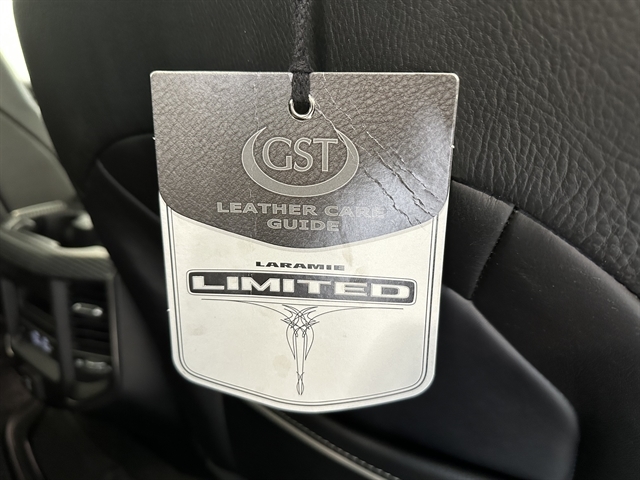 GST
LEATHER CARE
GUIDE
LARAMIE
LIMITED